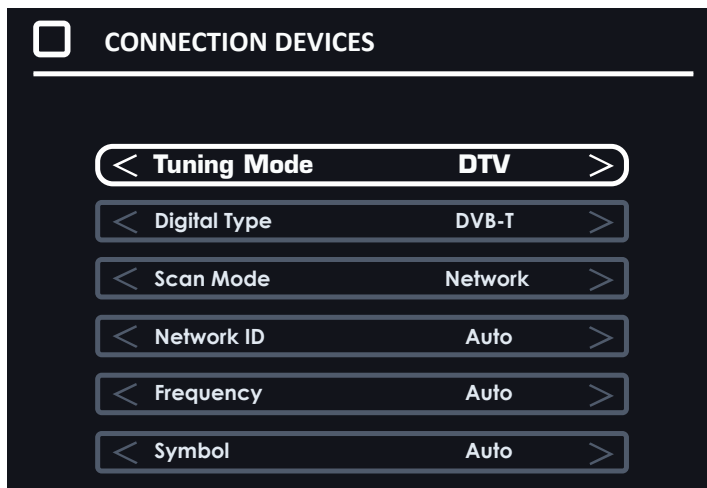 CONNECTION DEVICES
< Tuning Mode DTV >
< Digital Type DVB-T >
< Scan Mode Network >
< Network ID Auto >
< Frequency Auto >
< Symbol Auto >